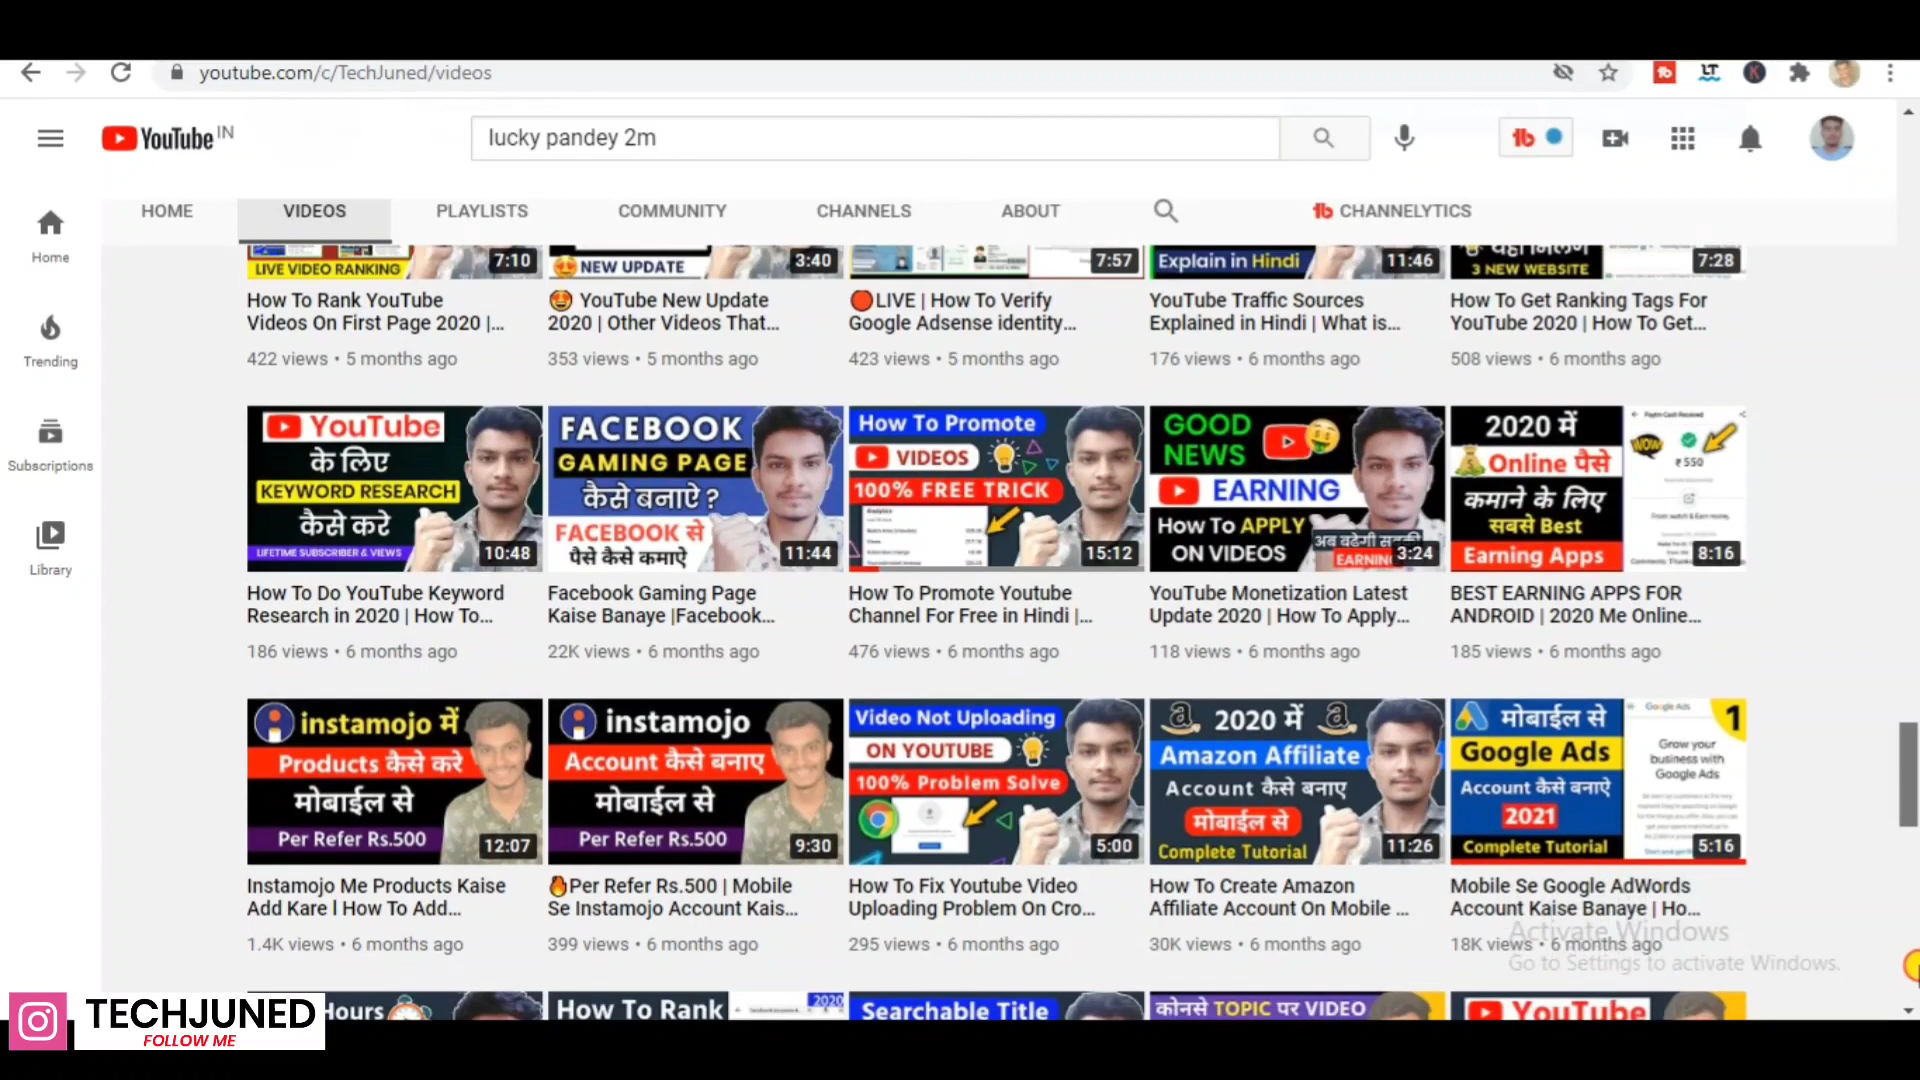 youtube.com/c/TechJuned/videos
YouTube IN
lucky pandey 2m
HOME VIDEOS PLAYLISTS COMMUNITY CHANNELS ABOUT CHANNELYTICS
Home
Trending
Subscriptions
Library
LIVE VIDEO RANKING 7:10
NEW UPDATE 3:40
7:57
Explain in Hindi 11:46
3 NEW WEBSITE 7:28
How To Rank YouTube
Videos On First Page 2020 |...
422 views • 5 months ago
YouTube New Update
2020 | Other Videos That...
353 views • 5 months ago
LIVE | How To Verify
Google Adsense identity...
423 views • 5 months ago
YouTube Traffic Sources
Explained in Hindi | What is...
176 views • 6 months ago
How To Get Ranking Tags For
YouTube 2020 | How To Get...
508 views • 6 months ago
YouTube
के लिए
KEYWORD RESEARCH
कैसे करे
LIFETIME SUBSCRIBER & VIEWS
10:48
How To Do YouTube Keyword
Research in 2020 | How To...
186 views • 6 months ago
FACEBOOK
GAMING PAGE
कैसे बनाऐ ?
FACEBOOK से
पैसे कैसे कमाऐ
11:44
Facebook Gaming Page
Kaise Banaye |Facebook...
22K views • 6 months ago
How To Promote
VIDEOS
100% FREE TRICK
15:12
How To Promote Youtube
Channel For Free in Hindi |...
476 views • 6 months ago
GOOD
NEWS
EARNING
How To APPLY
ON VIDEOS
EARNING
3:24
YouTube Monetization Latest
Update 2020 | How To Apply...
118 views • 6 months ago
2020 में
Online पैसे
कमाने के लिए
सबसे Best
Earning Apps
WOW
₹550
8:16
BEST EARNING APPS FOR
ANDROID | 2020 Me Online...
185 views • 6 months ago
instamojo में
Products कैसे करे
मोबाईल से
Per Refer Rs.500
12:07
Instamojo Me Products Kaise
Add Kare l How To Add...
1.4K views • 6 months ago
instamojo
Account कैसे बनाए
मोबाईल से
Per Refer Rs.500
9:30
Per Refer Rs.500 | Mobile
Se Instamojo Account Kais...
399 views • 6 months ago
Video Not Uploading
ON YOUTUBE
100% Problem Solve
5:00
How To Fix Youtube Video
Uploading Problem On Cro...
295 views • 6 months ago
2020 में
Amazon Affiliate
Account कैसे बनाए
मोबाईल से
Complete Tutorial
11:26
How To Create Amazon
Affiliate Account On Mobile ...
30K views • 6 months ago
मोबाईल से
Google Ads
Account कैसे बनाऐ
2021
Complete Tutorial
Google Ads
1
Grow your
business with
Google Ads
5:16
Mobile Se Google AdWords
Account Kaise Banaye | Ho...
18K views • 6 months ago
Activate Windows
Go to Settings to activate Windows.
Hours
How To Rank
2020
Searchable Title
कोनसे TOPIC पर VIDEO
YouTube
TECHJUNED
FOLLOW ME